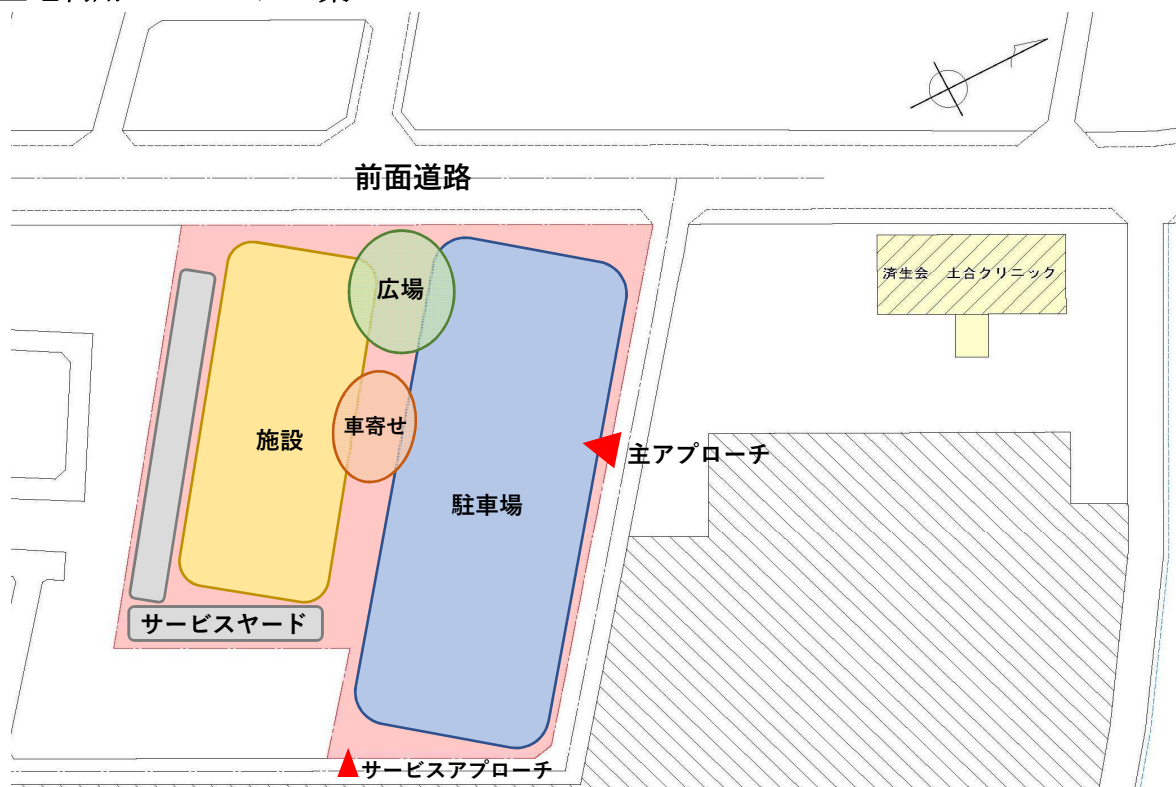 前面道路
済生会 土合クリニック
広場
車寄せ
施設
主アプローチ
駐車場
サービスヤード
サービスアプローチ